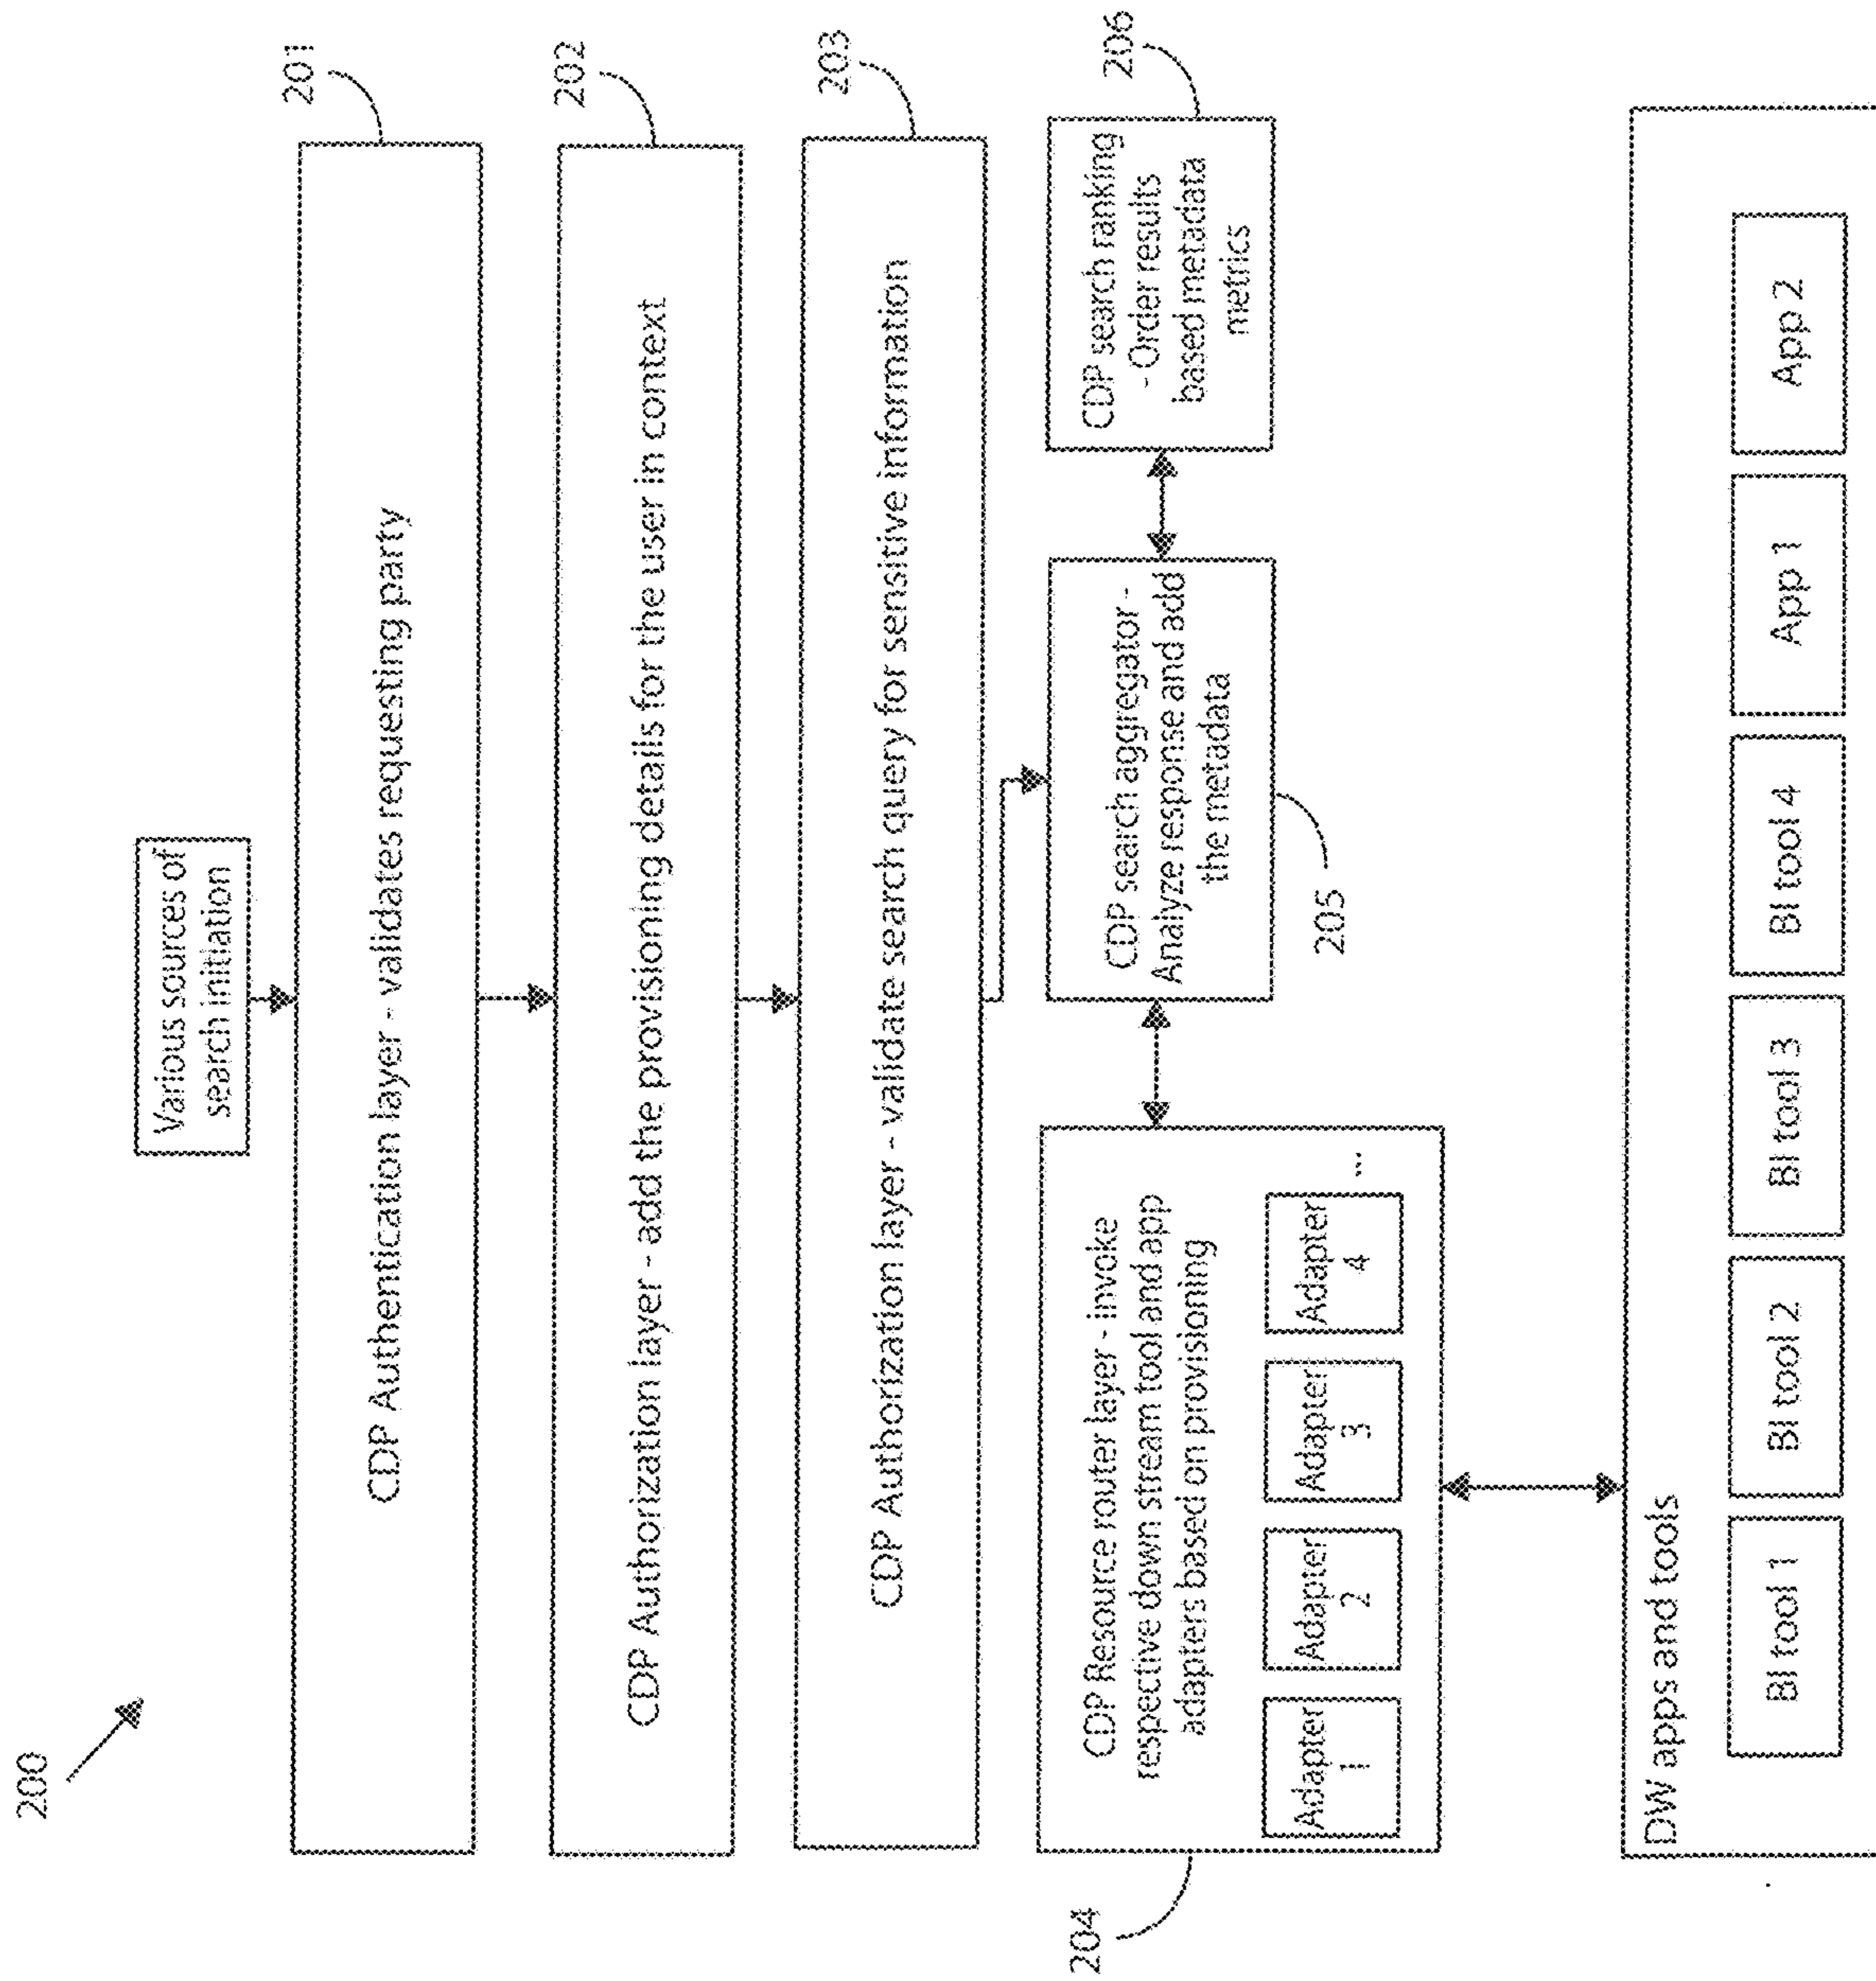 200
Various sources of
search initiation
201
CDP Authentication layer - validates requesting party
202
CDP Authorization layer - add the provisioning details for the user in context
203
CDP Authorization layer - validate search query for sensitive information
204
CDP Resource router layer - invoke
respective down stream tool and app
adapters based on provisioning
Adapter
1
Adapter
2
Adapter
3
Adapter
4
...
CDP search aggregator -
Analyze response and add
the metadata
205
CDP search ranking
- Order results
based metadata
metrics
206
DW apps and tools
BI tool 1
BI tool 2
BI tool 3
BI tool 4
App 1
App 2